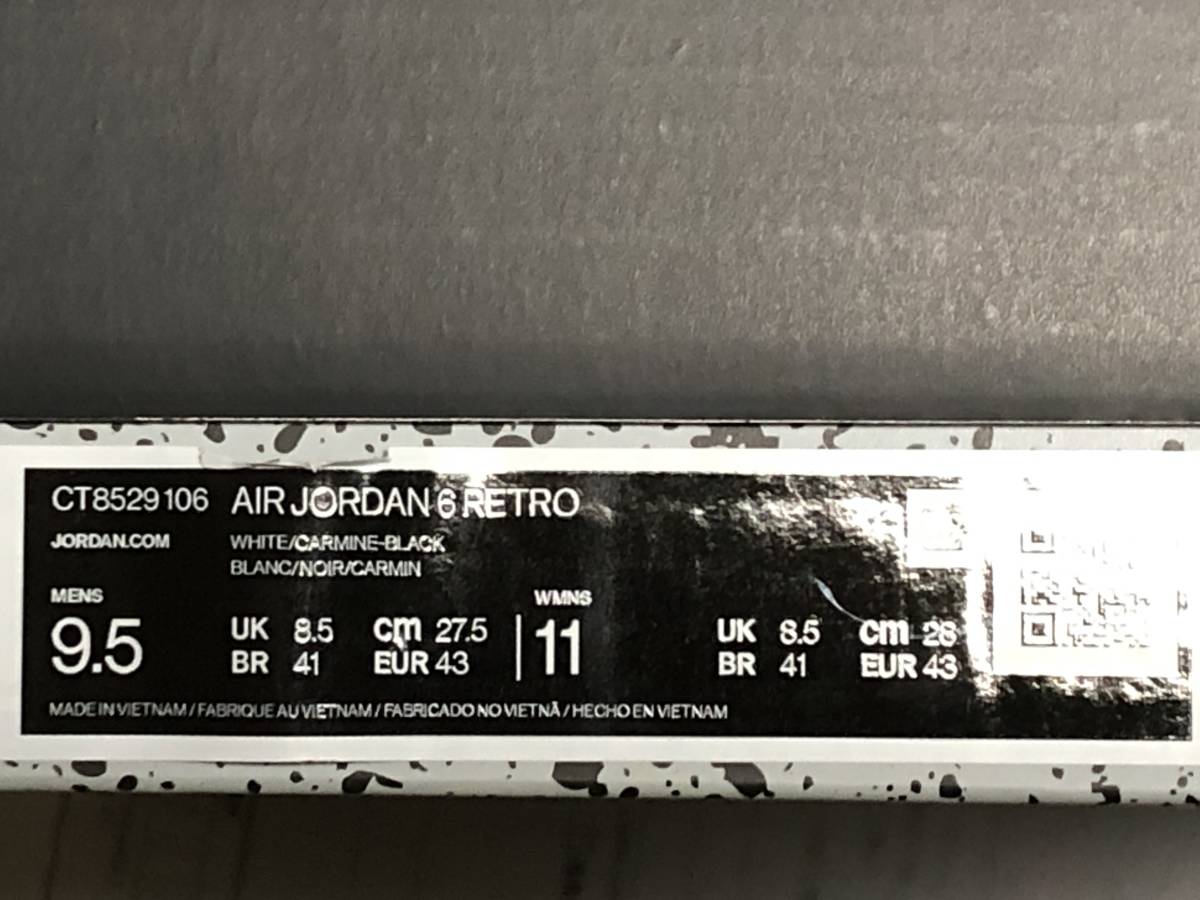 CT8529 106 AIR JORDAN 6 RETRO
JORDAN.COM WHITE/CARMINE-BLACK
BLANC/NOIR/CARMIN
MENS WMNS
9.5 UK 8.5 cm 27.5 | 11 UK 8.5 cm 28
BR 41 EUR 43 BR 41 EUR 43
MADE IN VIETNAM / FABRIQUE AU VIETNAM / FABRICADO NO VIETNÃ / HECHO EN VIETNAM